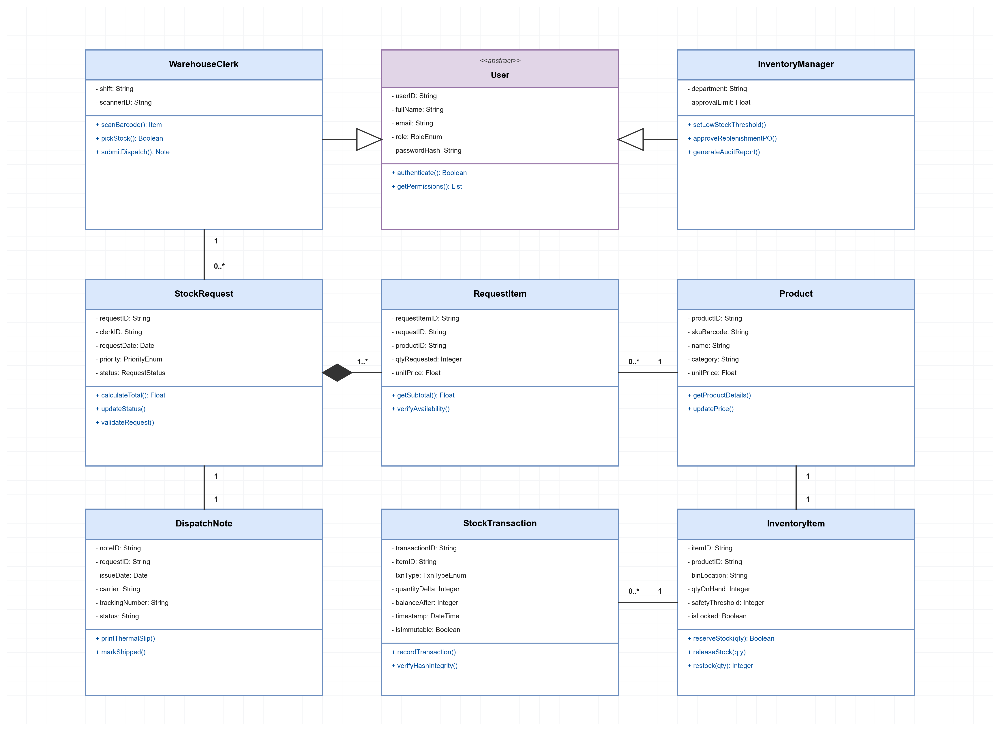 WarehouseClerk
- shift: String
- scannerID: String
+ scanBarcode(): Item
+ pickStock(): Boolean
+ submitDispatch(): Note
<<abstract>>
User
- userID: String
- fullName: String
- email: String
- role: RoleEnum
- passwordHash: String
+ authenticate(): Boolean
+ getPermissions(): List
InventoryManager
- department: String
- approvalLimit: Float
+ setLowStockThreshold()
+ approveReplenishmentPO()
+ generateAuditReport()
1
0..*
StockRequest
- requestID: String
- clerkID: String
- requestDate: Date
- priority: PriorityEnum
- status: RequestStatus
+ calculateTotal(): Float
+ updateStatus()
+ validateRequest()
1..*
RequestItem
- requestItemID: String
- requestID: String
- productID: String
- qtyRequested: Integer
- unitPrice: Float
+ getSubtotal(): Float
+ verifyAvailability()
0..*
1
Product
- productID: String
- skuBarcode: String
- name: String
- category: String
- unitPrice: Float
+ getProductDetails()
+ updatePrice()
1
1
1
1
DispatchNote
- noteID: String
- requestID: String
- issueDate: Date
- carrier: String
- trackingNumber: String
- status: String
+ printThermalSlip()
+ markShipped()
StockTransaction
- transactionID: String
- itemID: String
- txnType: TxnTypeEnum
- quantityDelta: Integer
- balanceAfter: Integer
- timestamp: DateTime
- isImmutable: Boolean
+ recordTransaction()
+ verifyHashIntegrity()
0..*
1
InventoryItem
- itemID: String
- productID: String
- binLocation: String
- qtyOnHand: Integer
- safetyThreshold: Integer
- isLocked: Boolean
+ reserveStock(qty): Boolean
+ releaseStock(qty)
+ restock(qty): Integer